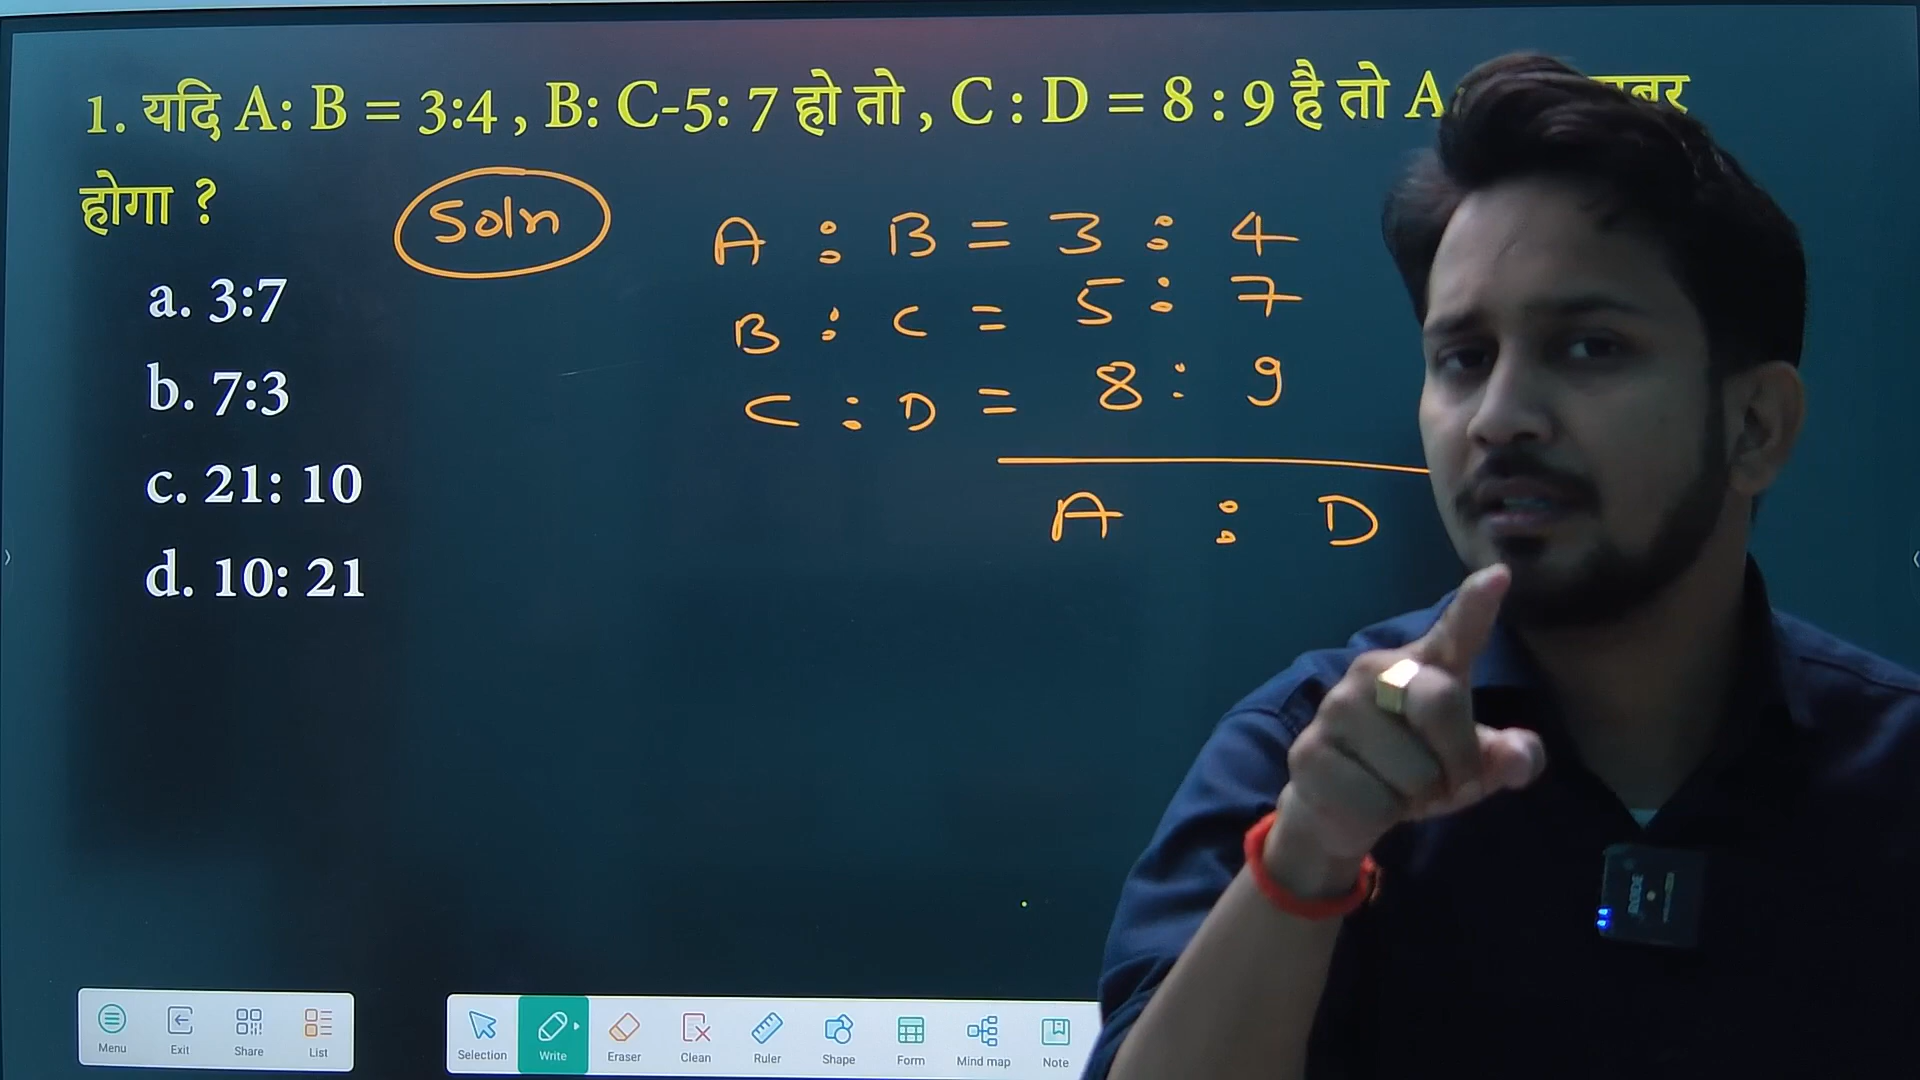 1. यदि A: B = 3:4 , B: C-5: 7 हो तो , C : D = 8 : 9 है तो A
होगा ?
Soln
a. 3:7
b. 7:3
c. 21: 10
d. 10: 21
A : B = 3 : 4
B : C = 5 : 7
C : D = 8 : 9
A : D
RODE
Menu Exit Share List
Selection Write Eraser Clean Ruler Shape Form Mind map Note